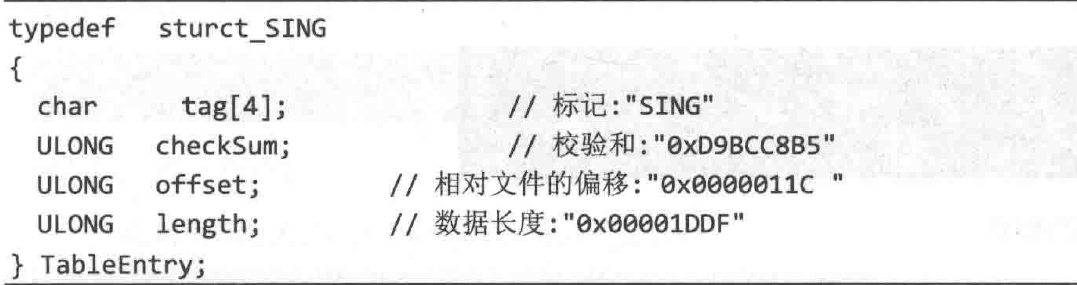 typedef   sturct_SING
{
  char      tag[4];              // 标记:"SING"
  ULONG   checkSum;              // 校验和:"0xD9BCC8B5"
  ULONG   offset;        // 相对文件的偏移:"0x0000011C "
  ULONG   length;        // 数据长度:"0x00001DDF"
} TableEntry;